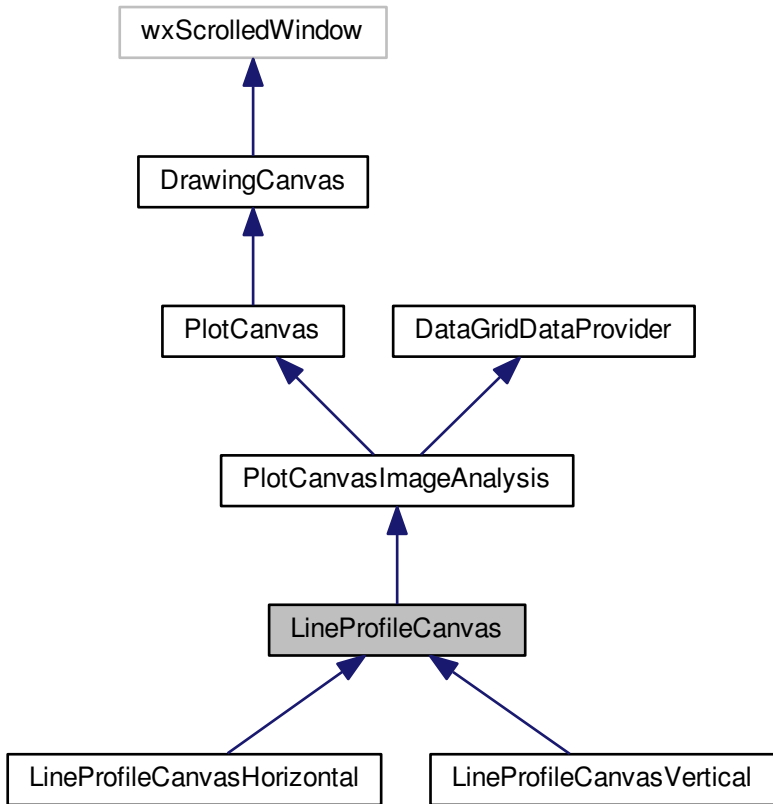 wxScrolledWindow
DrawingCanvas
PlotCanvas
DataGridDataProvider
PlotCanvasImageAnalysis
LineProfileCanvas
LineProfileCanvasHorizontal
LineProfileCanvasVertical